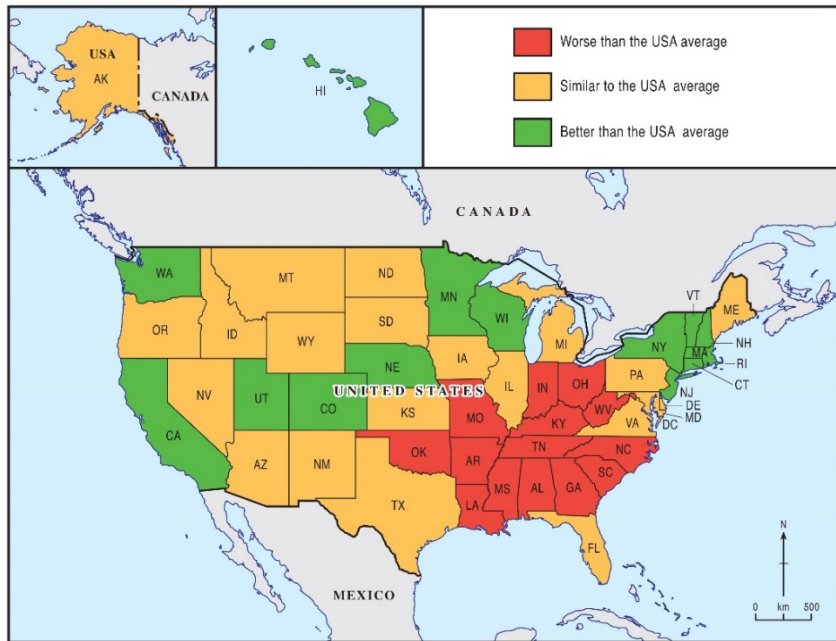 USA
AK
CANADA
HI
Worse than the USA average
Similar to the USA average
Better than the USA average
CANADA
WA
MT
ND
MN
VT
ME
OR
ID
SD
WI
MI
NY
NH
MA
RI
CT
WY
IA
PA
NJ
NE
UNITED STATES
NV
UT
CO
KS
IL
IN
OH
DE
MD
DC
WV
VA
CA
MO
KY
AZ
NM
OK
AR
TN
NC
SC
TX
LA
MS
AL
GA
FL
MEXICO
N
0 km 500